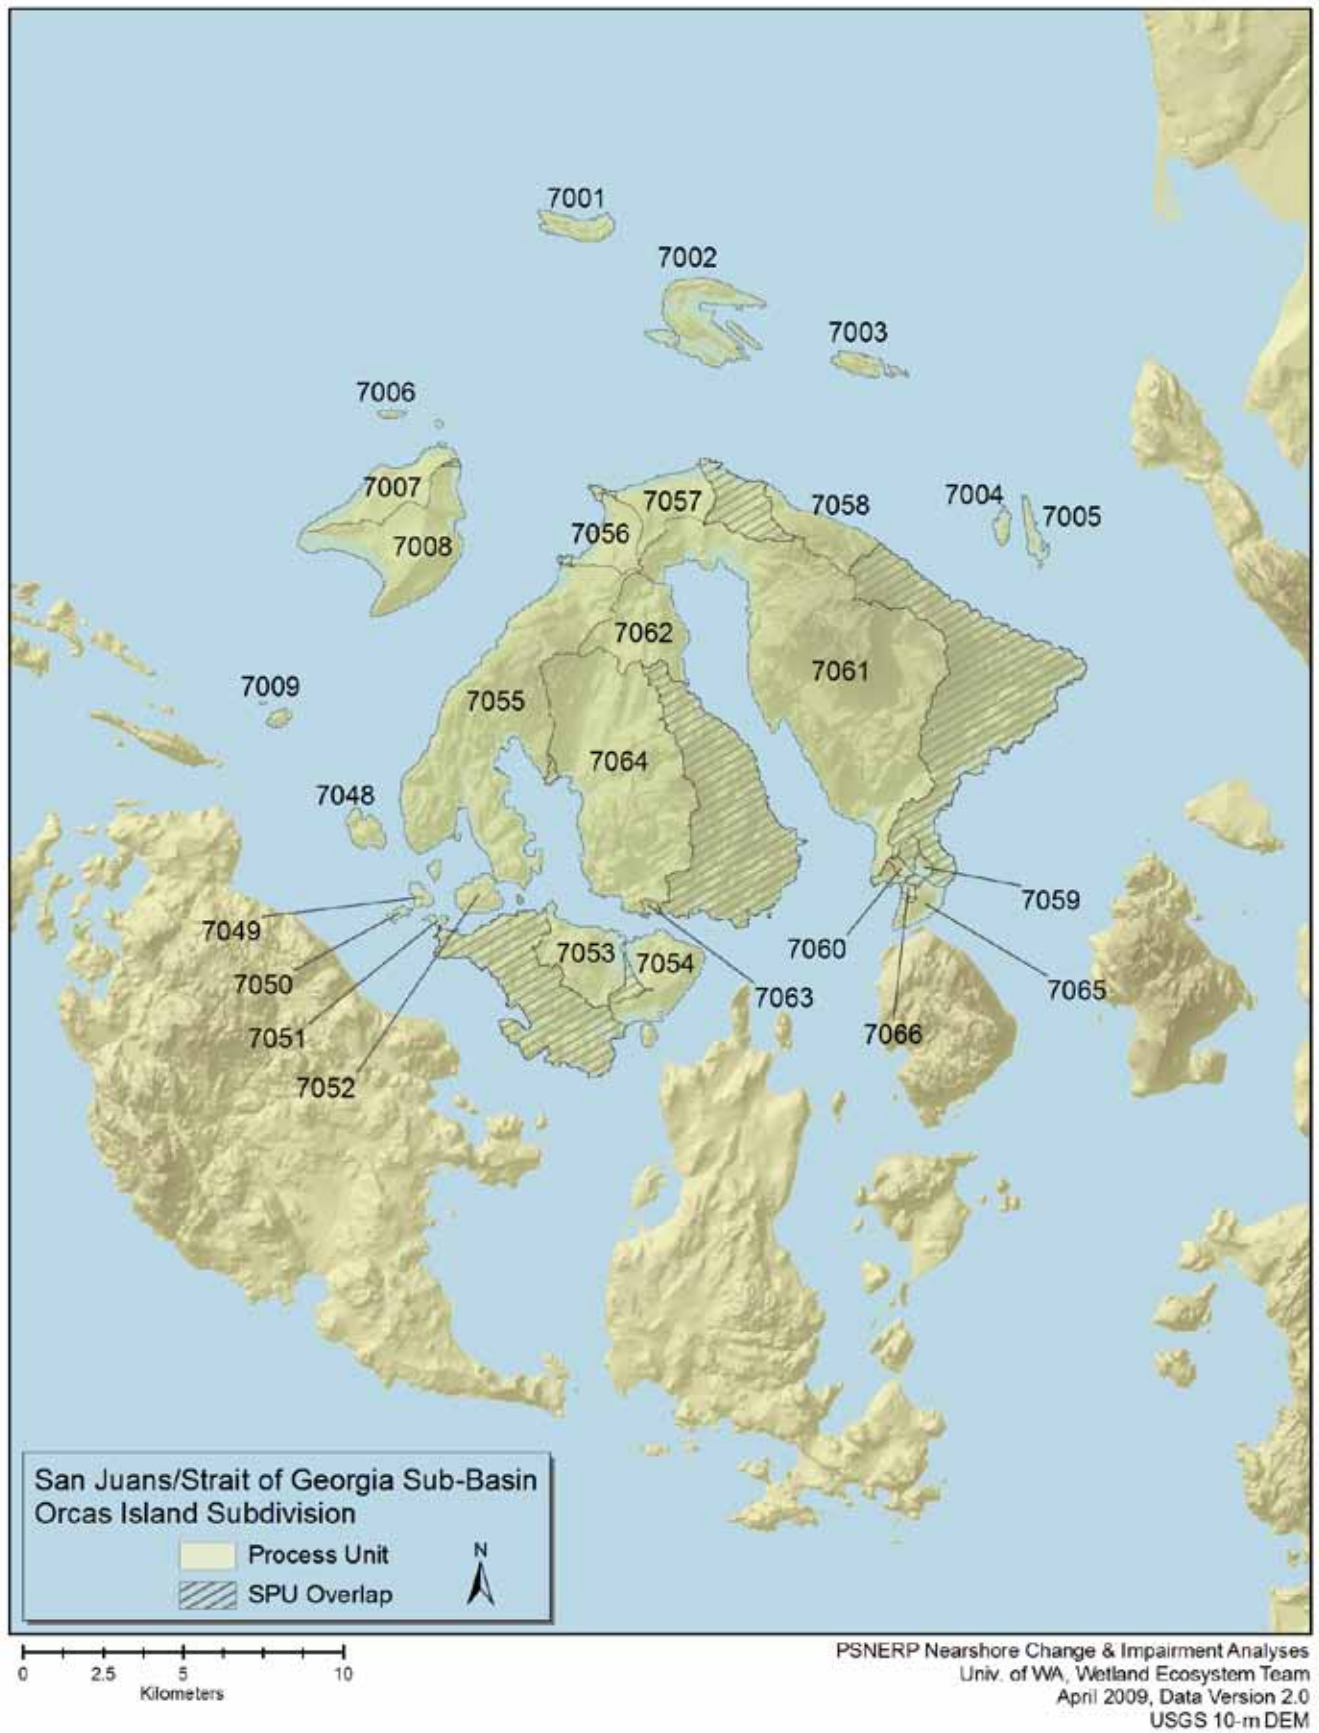 7001
7002
7003
7006
7004
7005
7007
7057
7058
7056
7008
7062
7061
7009
7055
7064
7048
7059
7049
7060
7053
7054
7050
7063
7065
7051
7066
7052
San Juans/Strait of Georgia Sub-Basin
Orcas Island Subdivision
Process Unit
SPU Overlap
N
0 2.5 5 10
Kilometers
PSNERP Nearshore Change & Impairment Analyses
Univ. of WA, Wetland Ecosystem Team
April 2009, Data Version 2.0
USGS 10-m DEM